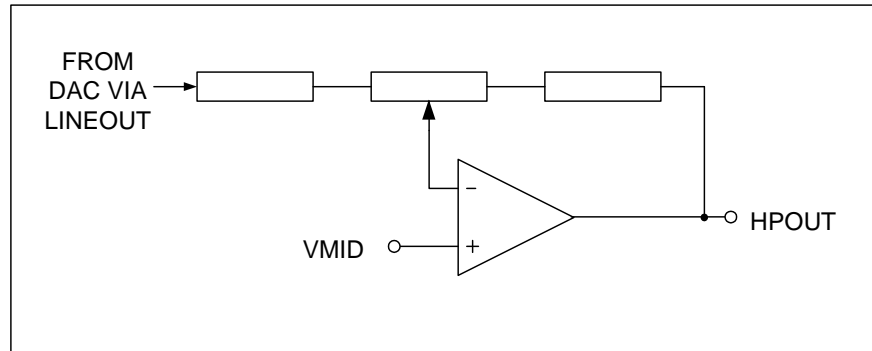 FROM
DAC VIA
LINEOUT
−
VMID
+
HPOUT